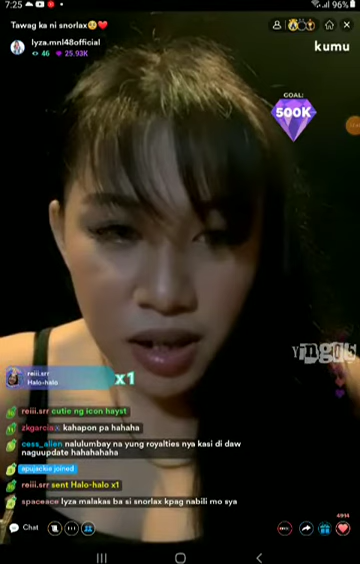 7:25
96%
Tawag ka ni snorlax🥺❤️
lyza.mnl48official
46 25.93K
kumu
GOAL:
500K
yngus
reiii.srr
Halo-halo
x1
reiii.srr cutie ng icon hayst
zkgarcia kahapon pa hahaha
cess_alien nalulumbay na yung royalties nya kasi di daw
naguupdate hahahahaha
apujackia joined
reiii.srr sent Halo-halo x1
spaceace lyza malakas ba si snorlax kpag nabili mo sya
4914
Chat